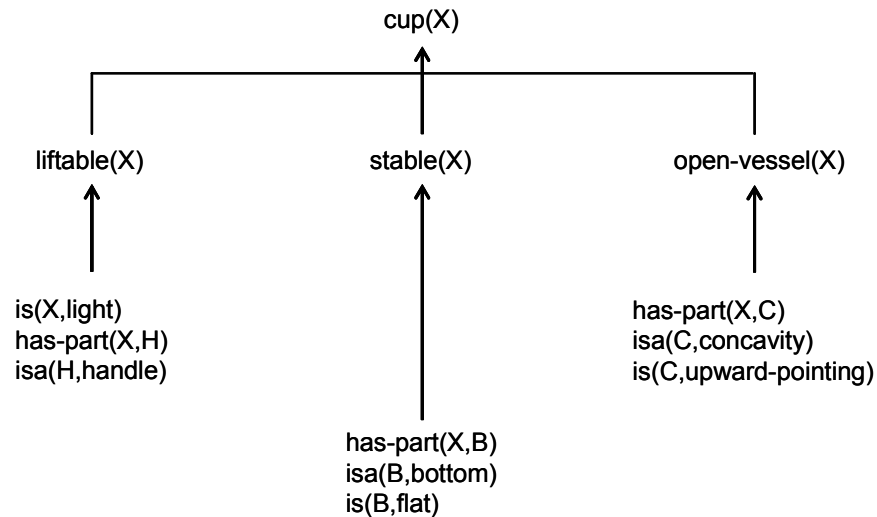 cup(X)
liftable(X)
stable(X)
open-vessel(X)
is(X,light)
has-part(X,H)
isa(H,handle)
has-part(X,C)
isa(C,concavity)
is(C,upward-pointing)
has-part(X,B)
isa(B,bottom)
is(B,flat)